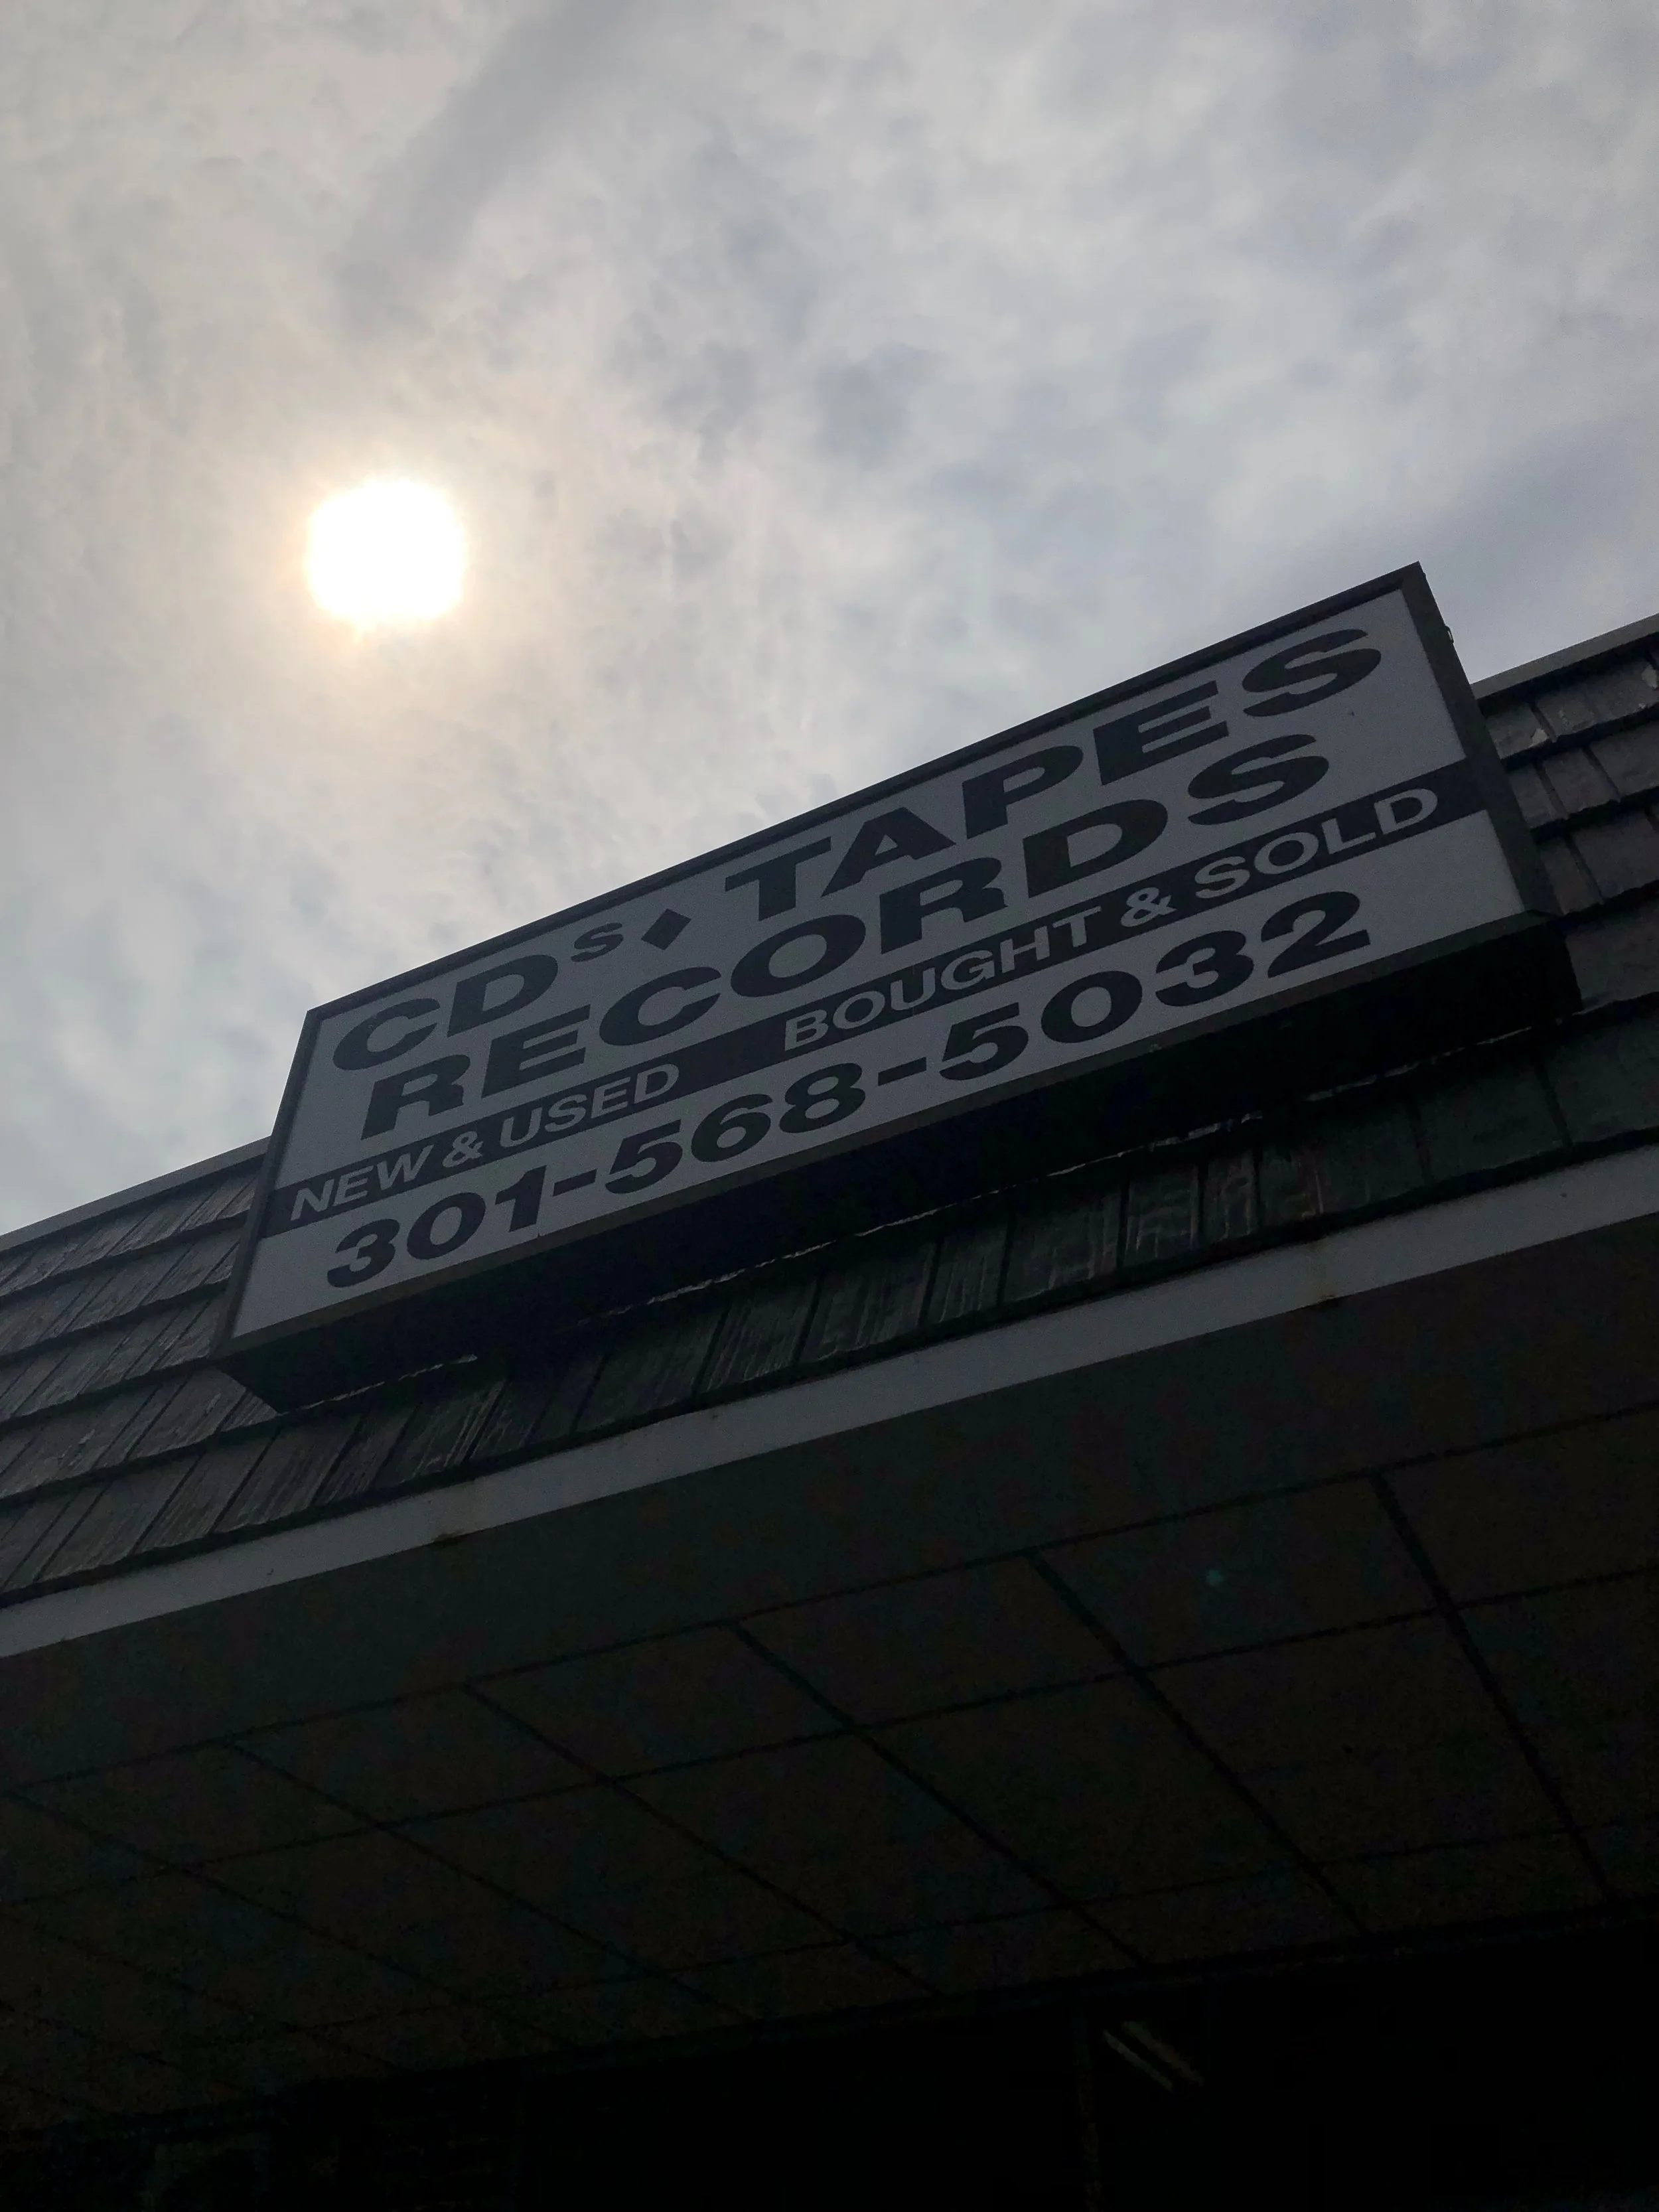 CDs♦ TAPES
RECORDS
NEW & USED BOUGHT & SOLD
301-568-5032